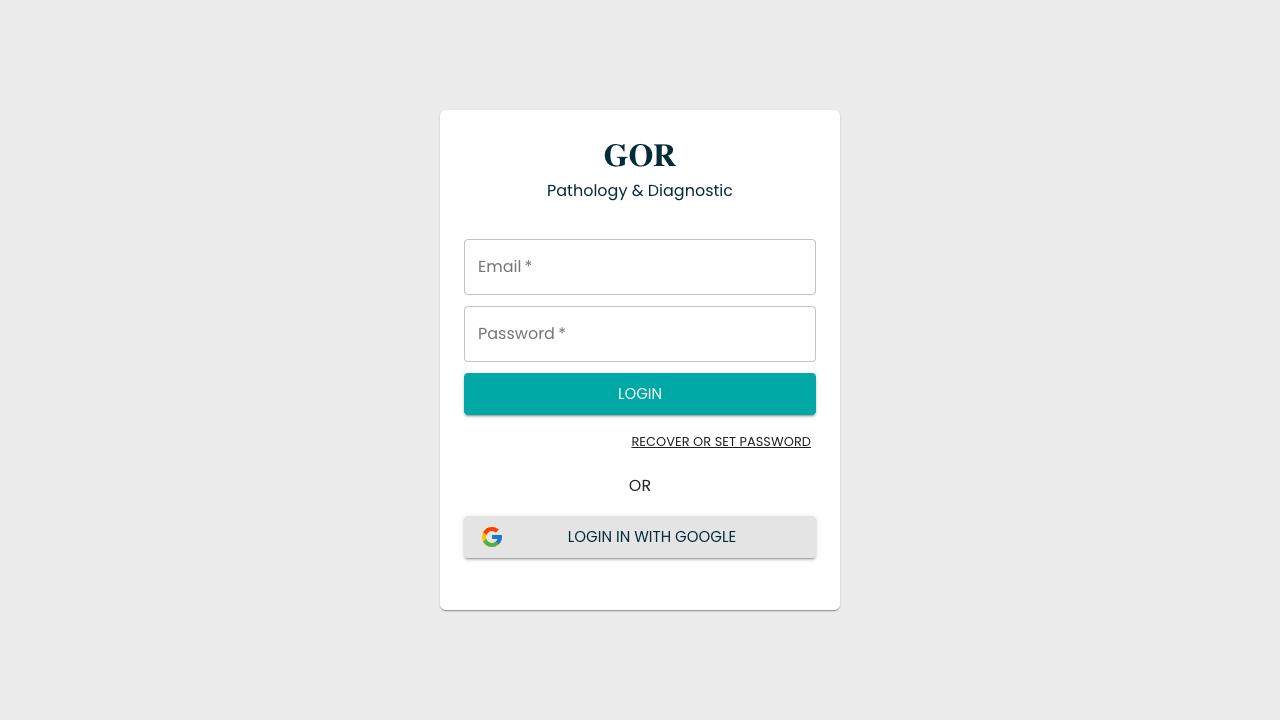 GOR
Pathology & Diagnostic
Email *
Password *
LOGIN
RECOVER OR SET PASSWORD
OR
LOGIN IN WITH GOOGLE